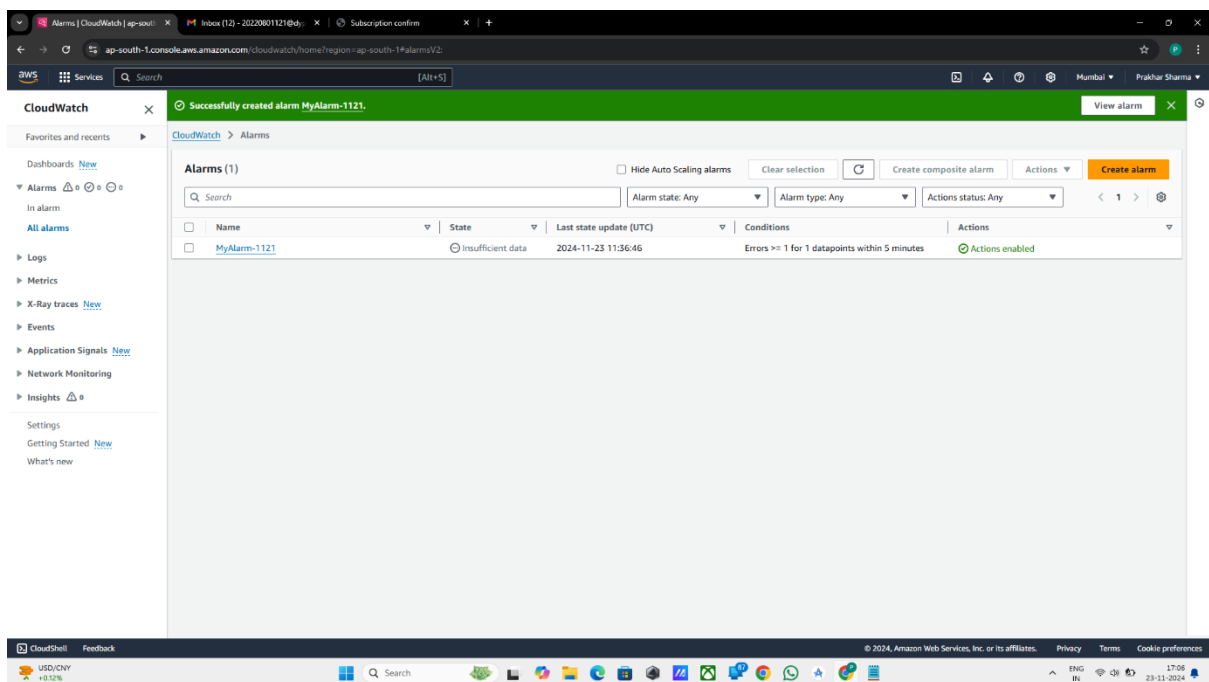 Alarms | CloudWatch | ap-south
Inbox (12) - 20220801121@dy
Subscription confirm
ap-south-1.console.aws.amazon.com/cloudwatch/home?region=ap-south-1#alarmsV2:
aws Services Search [Alt+S] Mumbai Prakhar Sharma
CloudWatch
Successfully created alarm MyAlarm-1121.
View alarm
Favorites and recents
CloudWatch > Alarms
Dashboards New
Alarms 0 0 0
In alarm
All alarms
Logs
Metrics
X-Ray traces New
Events
Application Signals New
Network Monitoring
Insights 0
Settings
Getting Started New
What's new
Alarms (1)
Hide Auto Scaling alarms Clear selection Create composite alarm Actions Create alarm
Search Alarm state: Any Alarm type: Any Actions status: Any < 1 >
Name State Last state update (UTC) Conditions Actions
MyAlarm-1121 Insufficient data 2024-11-23 11:36:46 Errors >= 1 for 1 datapoints within 5 minutes Actions enabled
CloudShell Feedback © 2024, Amazon Web Services, Inc. or its affiliates. Privacy Terms Cookie preferences
USD/CNY
+0.12%
Search
ENG
IN
17:06
23-11-2024